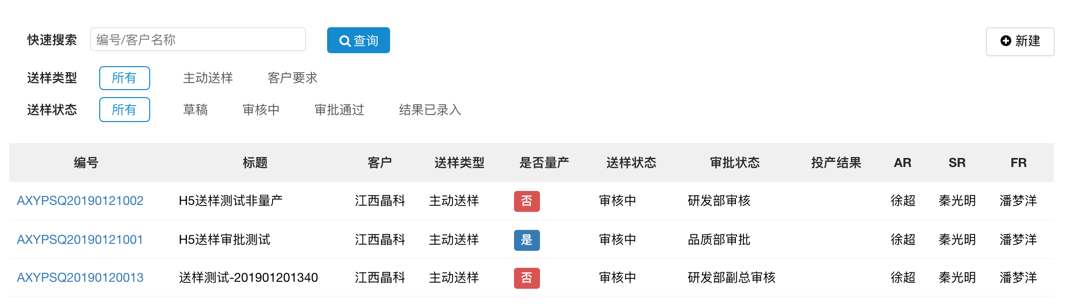 快速搜索 编号/客户名称 查询 新建
送样类型 所有 主动送样 客户要求
送样状态 所有 草稿 审核中 审批通过 结果已录入
编号 标题 客户 送样类型 是否量产 送样状态 审批状态 投产结果 AR SR FR
AXYPSQ20190121002 H5送样测试非量产 江西晶科 主动送样 否 审核中 研发部审核 徐超 秦光明 潘梦洋
AXYPSQ20190121001 H5送样审批测试 江西晶科 主动送样 是 审核中 品质部审批 徐超 秦光明 潘梦洋
AXYPSQ20190120013 送样测试-201901201340 江西晶科 主动送样 否 审核中 研发部副总审核 徐超 秦光明 潘梦洋